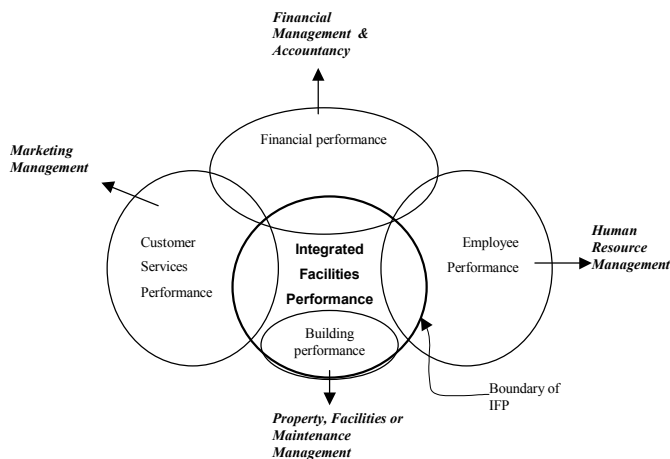 Financial
Management &
Accountancy
Financial performance
Marketing
Management
Customer
Services
Performance
Integrated
Facilities
Performance
Employee
Performance
Human
Resource
Management
Building
performance
Boundary of
IFP
Property, Facilities or
Maintenance
Management